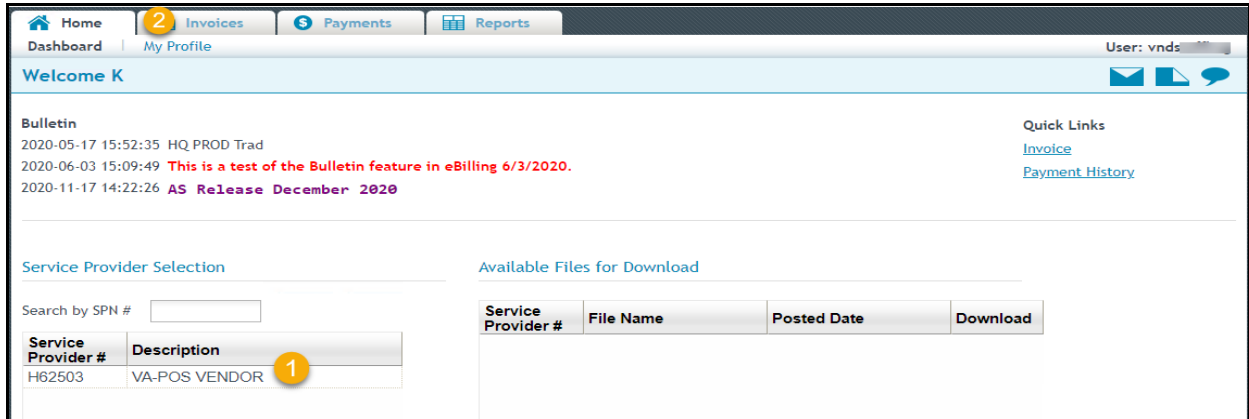 Home 2 Invoices Payments Reports
Dashboard My Profile User: vnds
Welcome K
Bulletin
2020-05-17 15:52:35 HQ PROD Trad
2020-06-03 15:09:49 This is a test of the Bulletin feature in eBilling 6/3/2020.
2020-11-17 14:22:26 AS Release December 2020
Quick Links
Invoice
Payment History
Service Provider Selection
Search by SPN #
Service Provider # Description
H62503 VA-POS VENDOR 1
Available Files for Download
Service Provider # File Name Posted Date Download